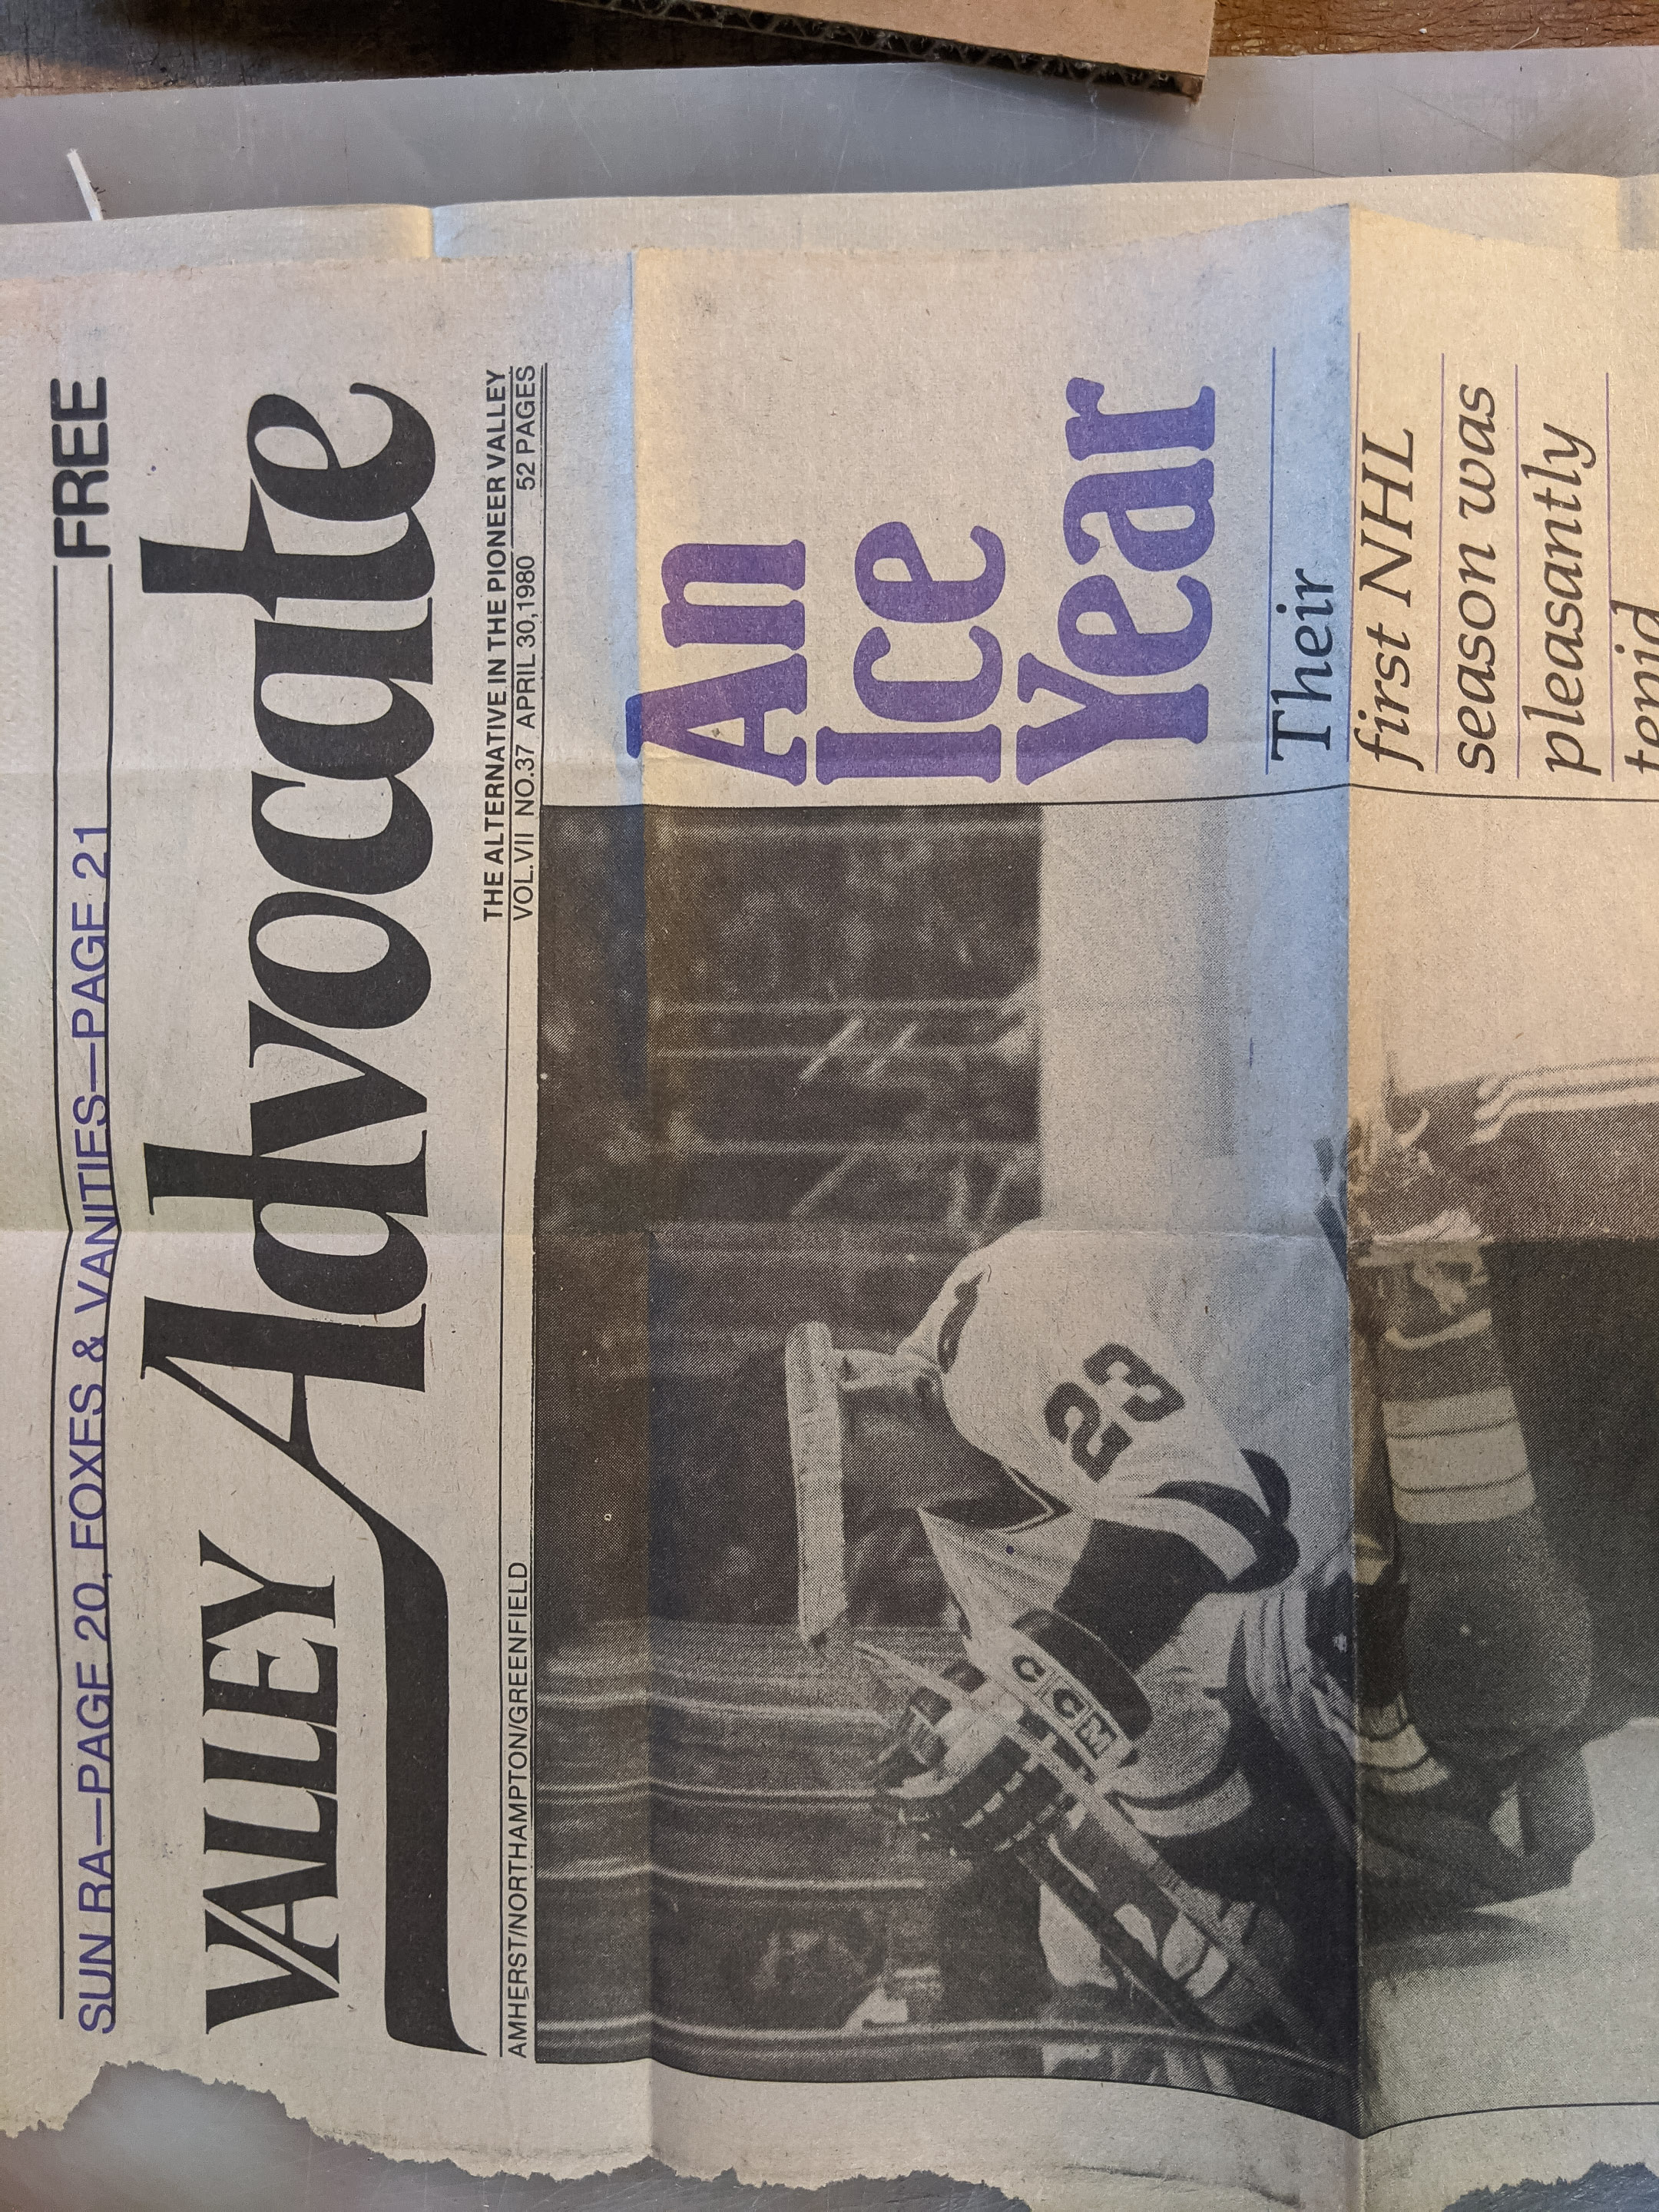 SUN RA—PAGE 20, FOXES & VANITIES—PAGE 21
FREE
VALLEY Advocate
THE ALTERNATIVE IN THE PIONEER VALLEY
AMHERST/NORTHAMPTON/GREENFIELD
VOL.VII NO.37 APRIL 30,1980 52 PAGES
An
Ice
Year
Their
first NHL
season was
pleasantly
tepid
23
CCM